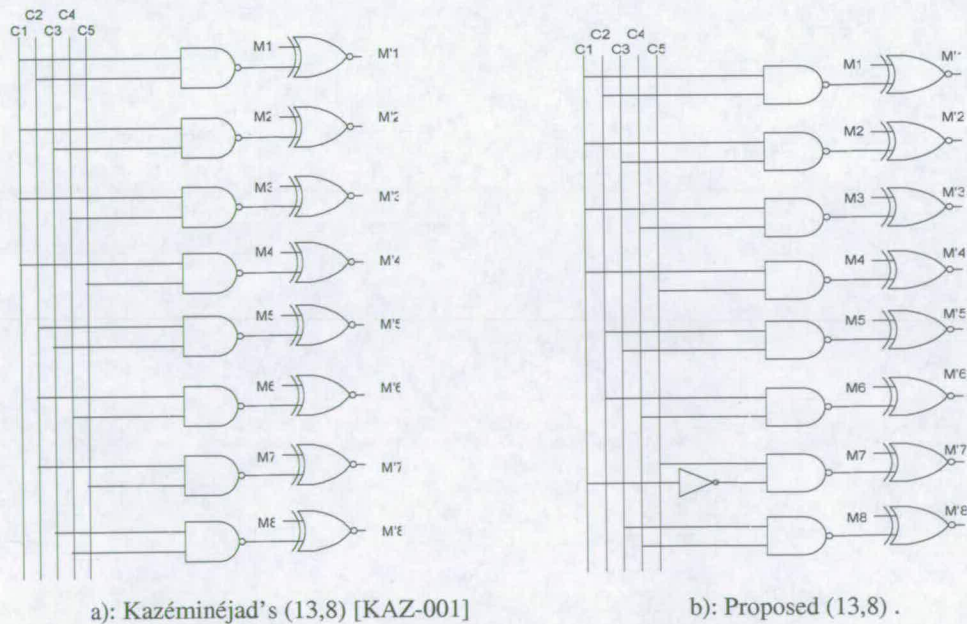 C2 C4
C1 C3 C5
M1 M'1
M2 M'2
M3 M'3
M4 M'4
M5 M'5
M6 M'6
M7 M'7
M8 M'8
a): Kazéminéjad's (13,8) [KAZ-001]
C2 C4
C1 C3 C5
M1 M'1
M2 M'2
M3 M'3
M4 M'4
M5 M'5
M6 M'6
M7 M'7
M8 M'8
b): Proposed (13,8) .